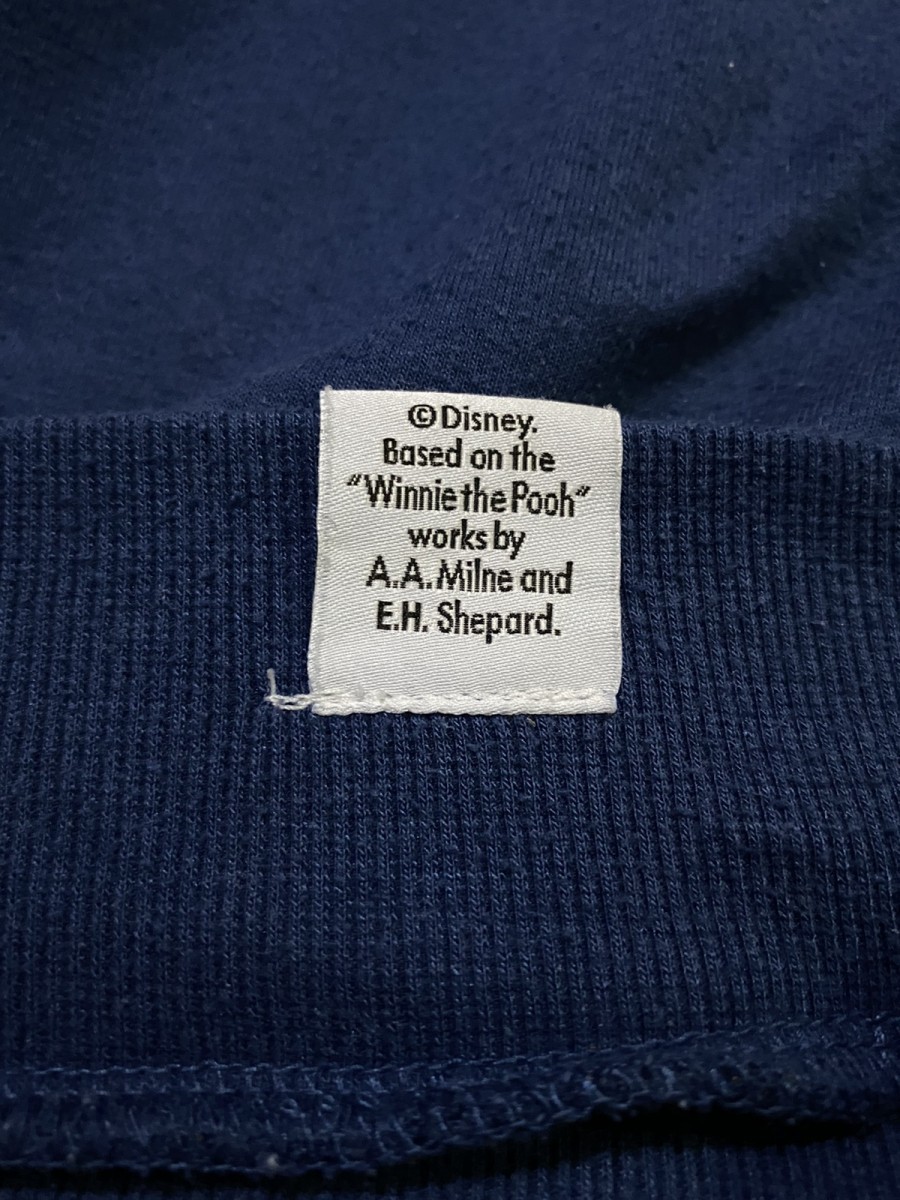 ©Disney.
Based on the
"Winnie the Pooh"
works by
A.A. Milne and
E.H. Shepard.